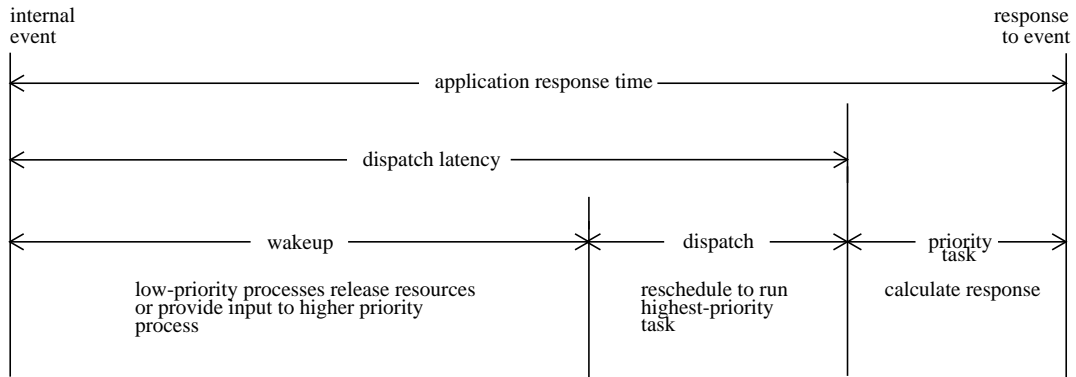 internal
event
response
to event
application response time
dispatch latency
wakeup
dispatch
priority
task
low-priority processes release resources
or provide input to higher priority
process
reschedule to run
highest-priority
task
calculate response